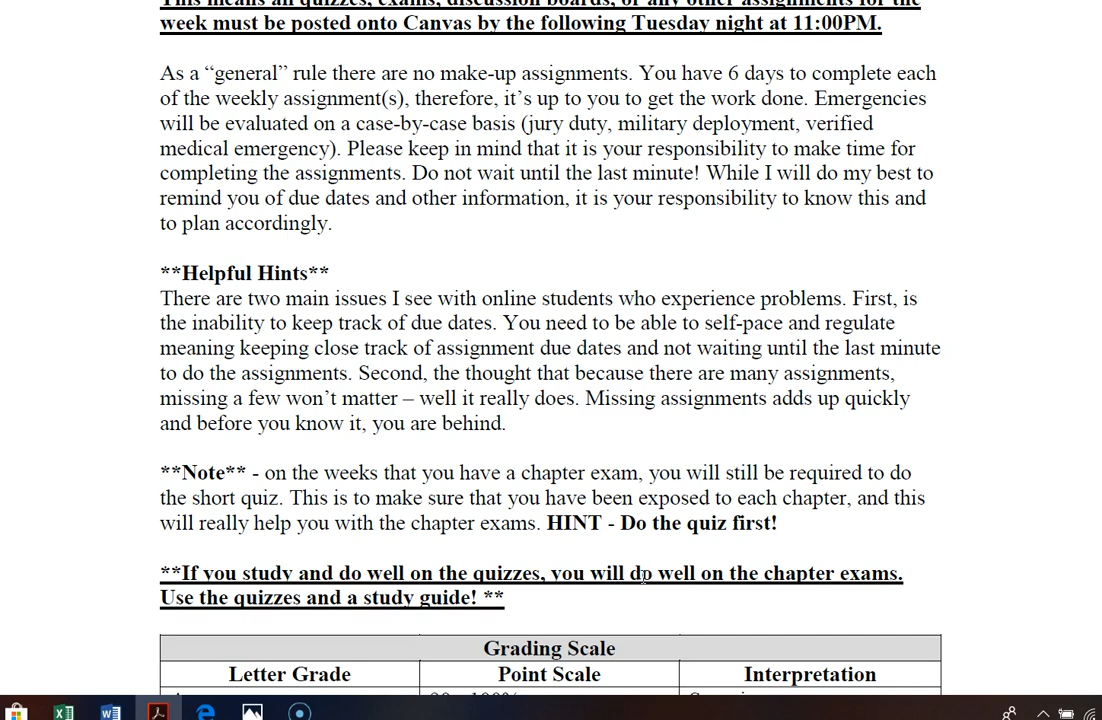 This means all quizzes, exams, discussion boards, or any other assignments for the
week must be posted onto Canvas by the following Tuesday night at 11:00PM.
As a “general” rule there are no make-up assignments. You have 6 days to complete each
of the weekly assignment(s), therefore, it’s up to you to get the work done. Emergencies
will be evaluated on a case-by-case basis (jury duty, military deployment, verified
medical emergency). Please keep in mind that it is your responsibility to make time for
completing the assignments. Do not wait until the last minute! While I will do my best to
remind you of due dates and other information, it is your responsibility to know this and
to plan accordingly.
**Helpful Hints**
There are two main issues I see with online students who experience problems. First, is
the inability to keep track of due dates. You need to be able to self-pace and regulate
meaning keeping close track of assignment due dates and not waiting until the last minute
to do the assignments. Second, the thought that because there are many assignments,
missing a few won’t matter – well it really does. Missing assignments adds up quickly
and before you know it, you are behind.
**Note** - on the weeks that you have a chapter exam, you will still be required to do
the short quiz. This is to make sure that you have been exposed to each chapter, and this
will really help you with the chapter exams. HINT - Do the quiz first!
**If you study and do well on the quizzes, you will do well on the chapter exams.
Use the quizzes and a study guide! **
Grading Scale
Letter Grade Point Scale Interpretation